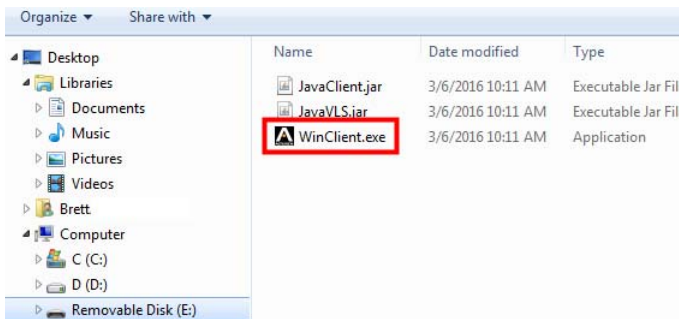 Organize Share with
Desktop
Libraries
Documents
Music
Pictures
Videos
Brett
Computer
C (C:)
D (D:)
Removable Disk (E:)
Name Date modified Type
JavaClient.jar 3/6/2016 10:11 AM Executable Jar Fil
JavaVLS.jar 3/6/2016 10:11 AM Executable Jar Fil
WinClient.exe 3/6/2016 10:11 AM Application